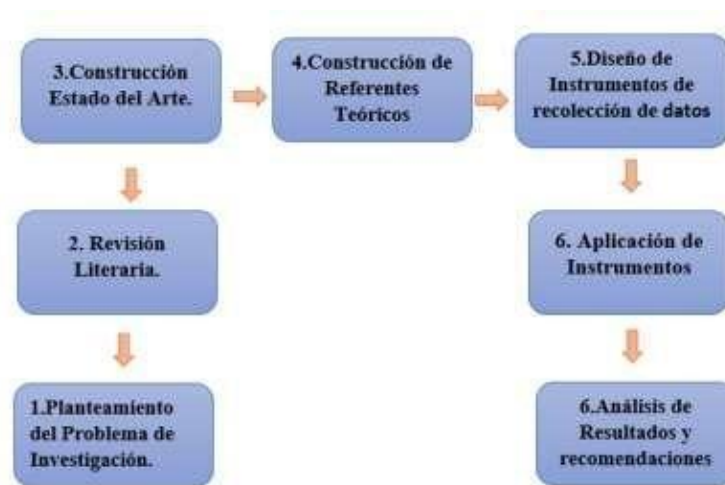 3.Construcción
Estado del Arte.
4.Construcción de
Referentes
Teóricos
5.Diseño de
Instrumentos de
recolección de datos
2. Revisión
Literaria.
6. Aplicación de
Instrumentos
1.Planteamiento
del Problema de
Investigación.
6.Análisis de
Resultados y
recomendaciones